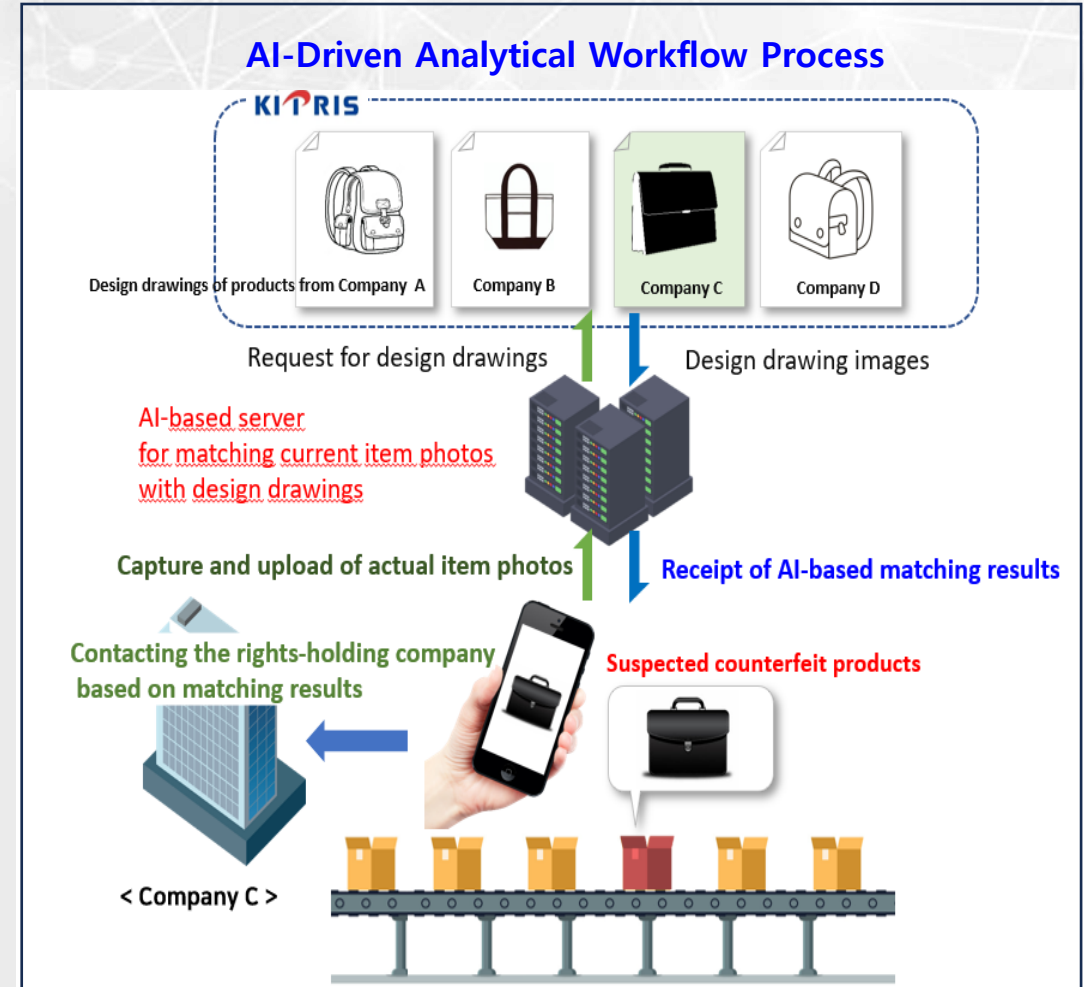 AI-Driven Analytical Workflow Process
KIPRIS
Design drawings of products from Company A
Company B
Company C
Company D
Request for design drawings
Design drawing images
AI-based server
for matching current item photos
with design drawings
Capture and upload of actual item photos
Receipt of AI-based matching results
Contacting the rights-holding company
based on matching results
Suspected counterfeit products
< Company C >